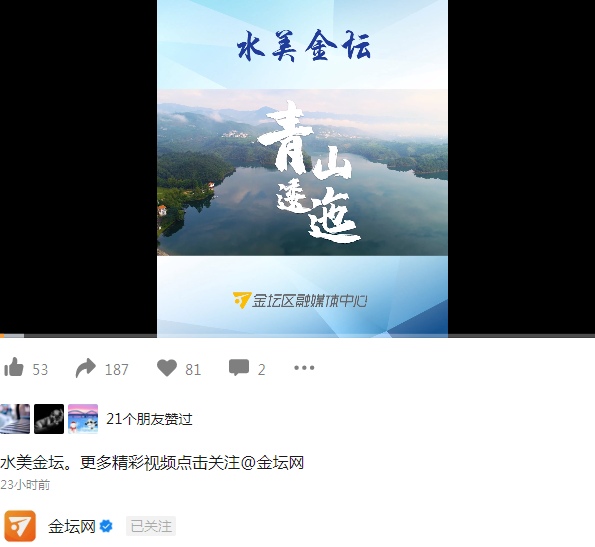 水美金坛
青山
逶迤
金坛区融媒体中心
53
187
81
2
21个朋友赞过
水美金坛。更多精彩视频点击关注@金坛网
23小时前
金坛网
已关注